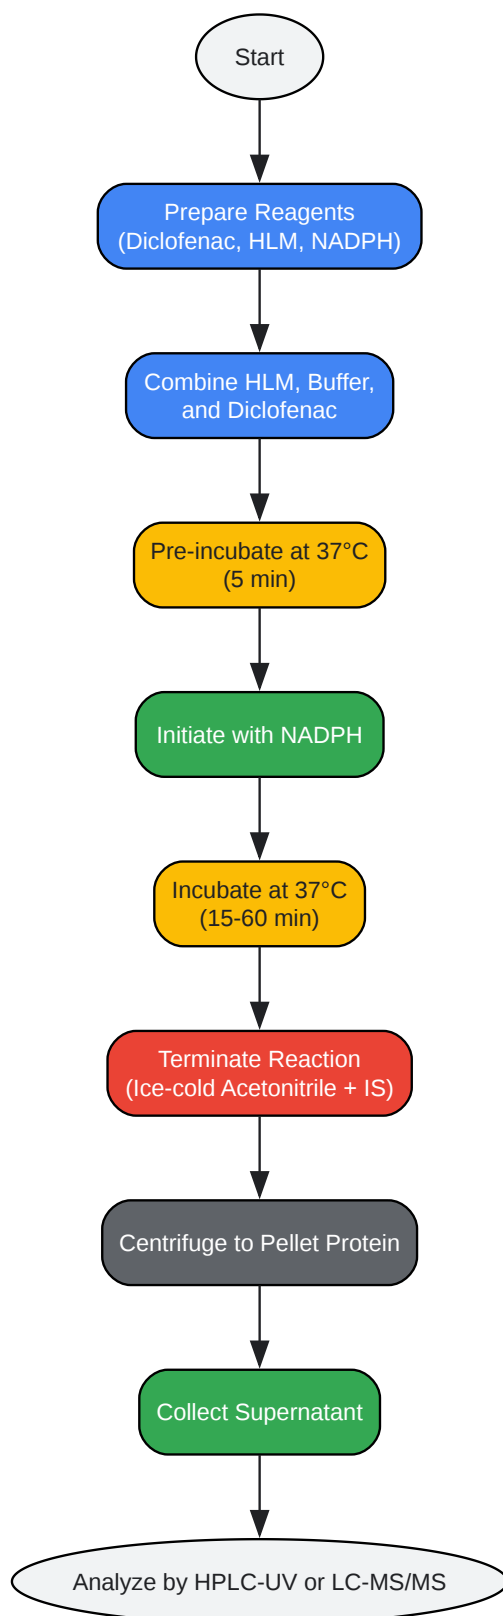 Start
Prepare Reagents
(Diclofenac, HLM, NADPH)
Combine HLM, Buffer,
and Diclofenac
Pre-incubate at 37°C
(5 min)
Initiate with NADPH
Incubate at 37°C
(15-60 min)
Terminate Reaction
(Ice-cold Acetonitrile + IS)
Centrifuge to Pellet Protein
Collect Supernatant
Analyze by HPLC-UV or LC-MS/MS